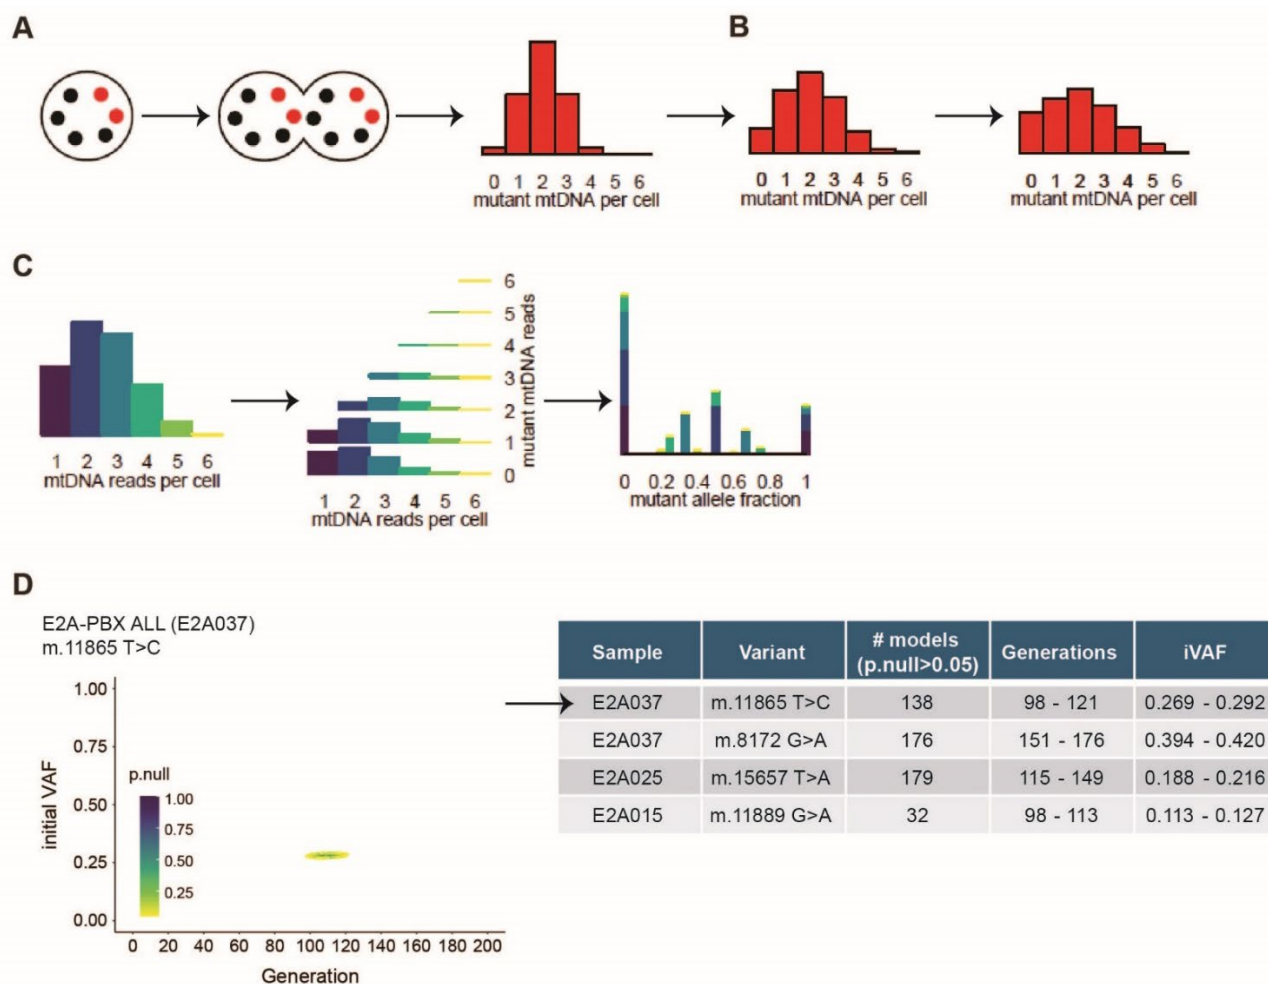 A
B
0 1 2 3 4 5 6
mutant mtDNA per cell
0 1 2 3 4 5 6
mutant mtDNA per cell
0 1 2 3 4 5 6
mutant mtDNA per cell
C
1 2 3 4 5 6
mtDNA reads per cell
6
5
4
3
2
1
0
mutant mtDNA reads
1 2 3 4 5 6
mtDNA reads per cell
0 0.2 0.4 0.6 0.8 1
mutant allele fraction
D
E2A-PBX ALL (E2A037)
m.11865 T>C
1.00
0.75
0.50
0.25
0.00
initial VAF
p.null
1.00
0.75
0.50
0.25
0 20 40 60 80 100 120 140 160 180 200
Generation
Sample Variant # models (p.null>0.05) Generations iVAF
E2A037 m.11865 T>C 138 98 - 121 0.269 - 0.292
E2A037 m.8172 G>A 176 151 - 176 0.394 - 0.420
E2A025 m.15657 T>A 179 115 - 149 0.188 - 0.216
E2A015 m.11889 G>A 32 98 - 113 0.113 - 0.127